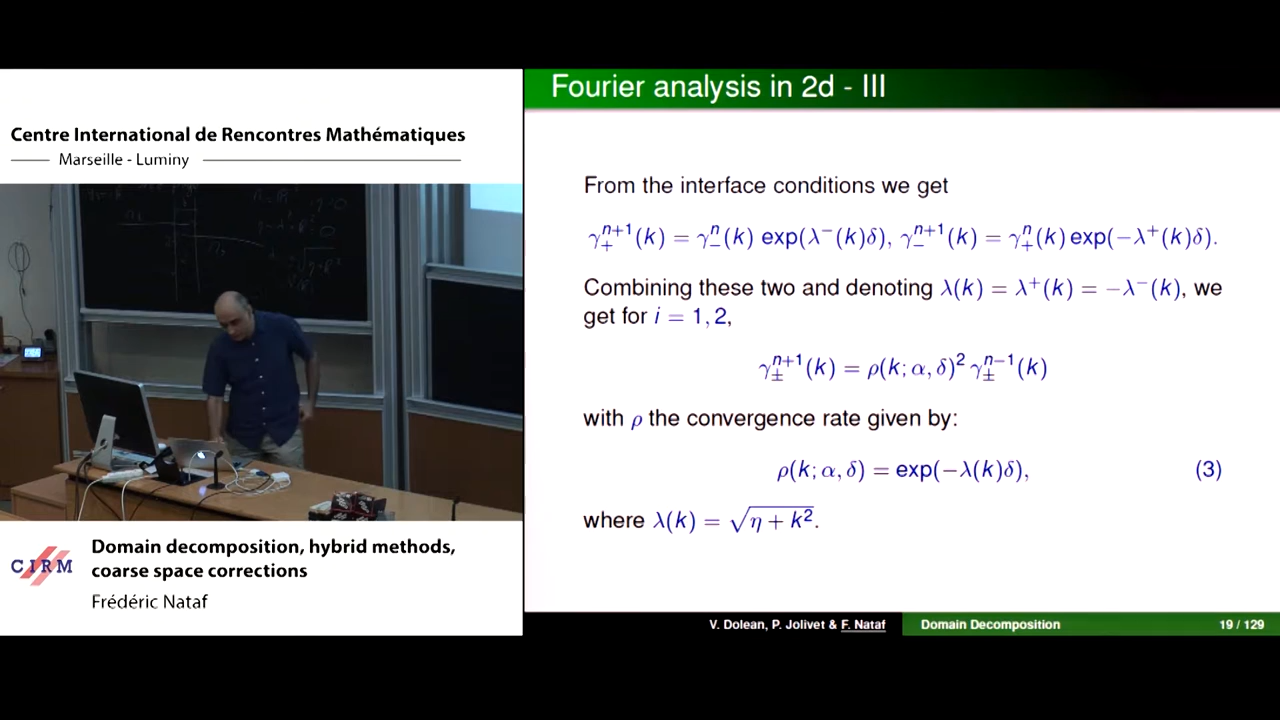 Centre International de Rencontres Mathématiques
Marseille - Luminy
CIRM
Domain decomposition, hybrid methods,
coarse space corrections
Frédéric Nataf
Fourier analysis in 2d - III
From the interface conditions we get
γ₊ⁿ⁺¹(k) = γ₋ⁿ(k) exp(λ⁻(k)δ), γ₋ⁿ⁺¹(k) = γ₊ⁿ(k) exp(−λ⁺(k)δ).
Combining these two and denoting λ(k) = λ⁺(k) = −λ⁻(k), we
get for i = 1, 2,
γ±ⁿ⁺¹(k) = ρ(k; α, δ)² γ±ⁿ⁻¹(k)
with ρ the convergence rate given by:
ρ(k; α, δ) = exp(−λ(k)δ), (3)
where λ(k) = √(η + k²).
V. Dolean, P. Jolivet & F. Nataf Domain Decomposition 19 / 129